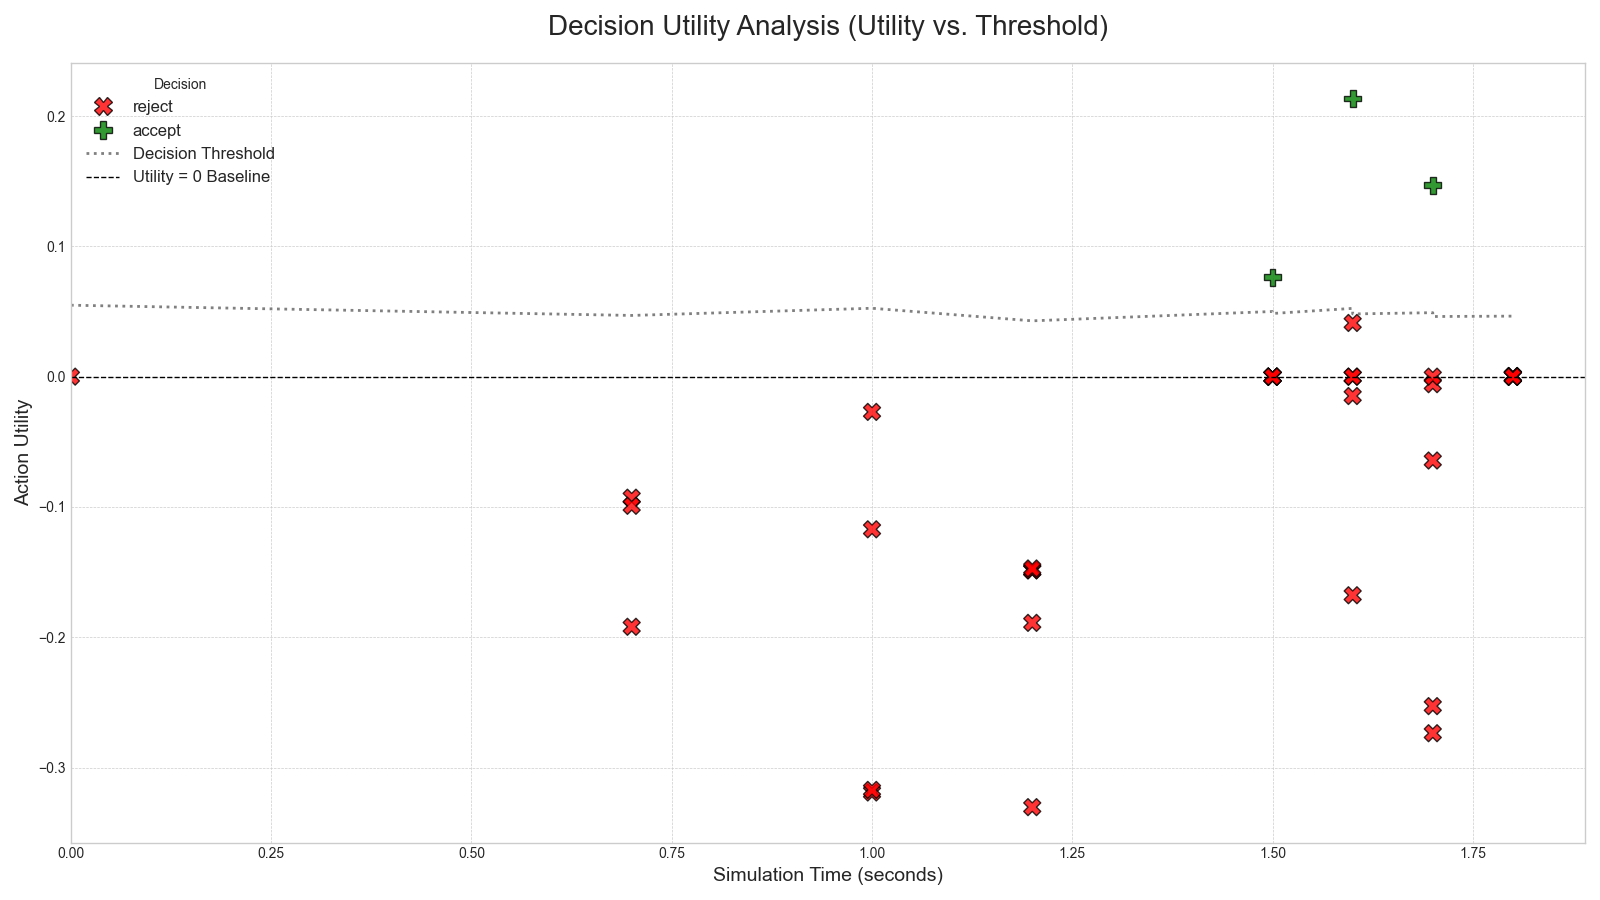 Decision Utility Analysis (Utility vs. Threshold)
Decision
reject
accept
Decision Threshold
Utility = 0 Baseline
Action Utility
0.2
0.1
0.0
−0.1
−0.2
−0.3
0.00 0.25 0.50 0.75 1.00 1.25 1.50 1.75
Simulation Time (seconds)